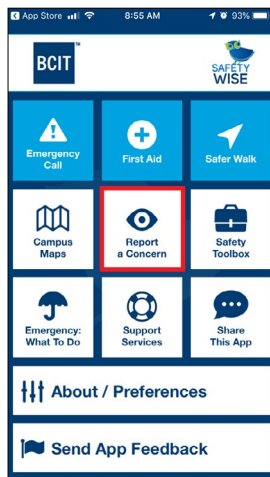 App Store 8:55 AM 93%
BCIT™
SAFETY
WISE
Emergency
Call
First Aid
Safer Walk
Campus
Maps
Report
a Concern
Safety
Toolbox
Emergency:
What To Do
Support
Services
Share
This App
About / Preferences
Send App Feedback